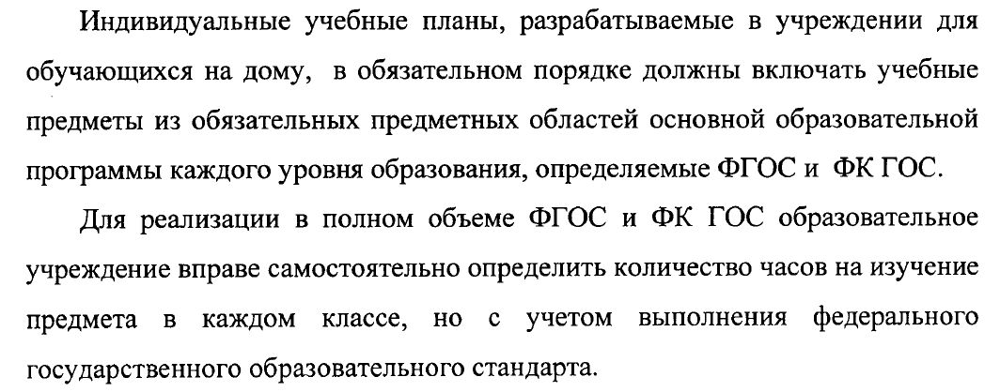 Индивидуальные учебные планы, разрабатываемые в учреждении для
обучающихся на дому, в обязательном порядке должны включать учебные
предметы из обязательных предметных областей основной образовательной
программы каждого уровня образования, определяемые ФГОС и ФК ГОС.
Для реализации в полном объеме ФГОС и ФК ГОС образовательное
учреждение вправе самостоятельно определить количество часов на изучение
предмета в каждом классе, но с учетом выполнения федерального
государственного образовательного стандарта.